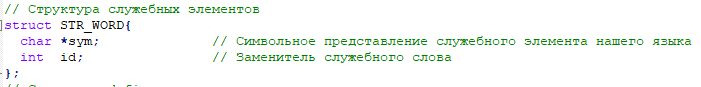 // Структура служебных элементов
struct STR_WORD{
char *sym; // Символьное представление служебного элемента нашего языка
int id; // Заменитель служебного слова
};